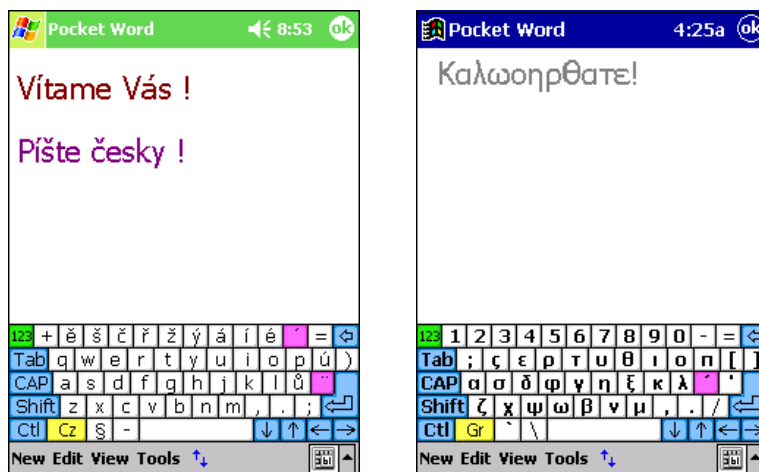 Pocket Word 8:53 ok
Vítame Vás !
Píšte česky !
123 + ě š č ř ž ý á í é ´ =
Tab q w e r t y u i o p ú )
CAP a s d f g h j k l ů ¨
Shift z x c v b n m , . ;
Ctl Cz § -
New Edit View Tools
Pocket Word 4:25a ok
Καλωοηρθατε!
123 1 2 3 4 5 6 7 8 9 0 - =
Tab ; ς ε ρ τ υ θ ι ο π [ ]
CAP α σ δ φ γ η ξ κ λ ´ '
Shift ζ χ ψ ω β ν μ , . /
Ctl Gr ` \
New Edit View Tools